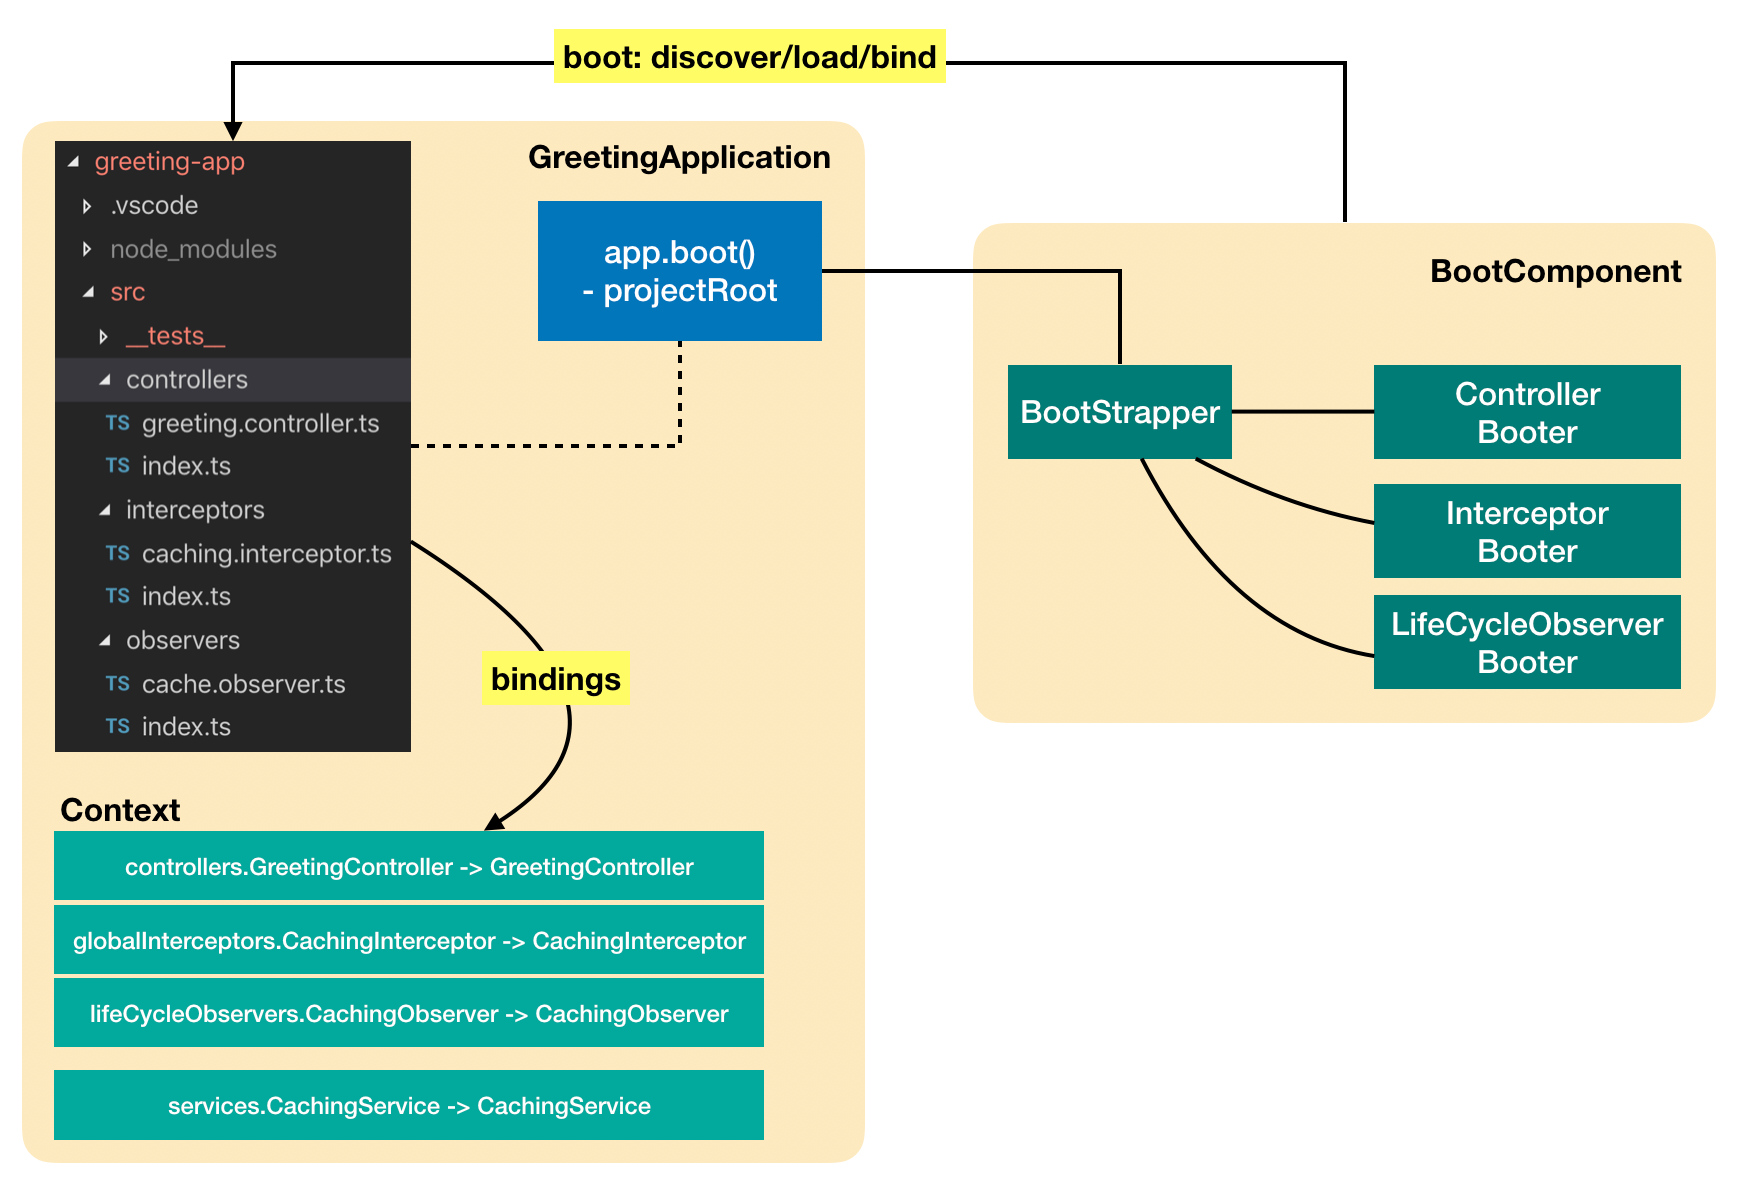 boot: discover/load/bind
greeting-app
.vscode
node_modules
src
__tests__
controllers
TS greeting.controller.ts
TS index.ts
interceptors
TS caching.interceptor.ts
TS index.ts
observers
TS cache.observer.ts
TS index.ts
GreetingApplication
app.boot()
- projectRoot
bindings
Context
controllers.GreetingController -> GreetingController
globalInterceptors.CachingInterceptor -> CachingInterceptor
lifeCycleObservers.CachingObserver -> CachingObserver
services.CachingService -> CachingService
BootComponent
BootStrapper
Controller
Booter
Interceptor
Booter
LifeCycleObserver
Booter